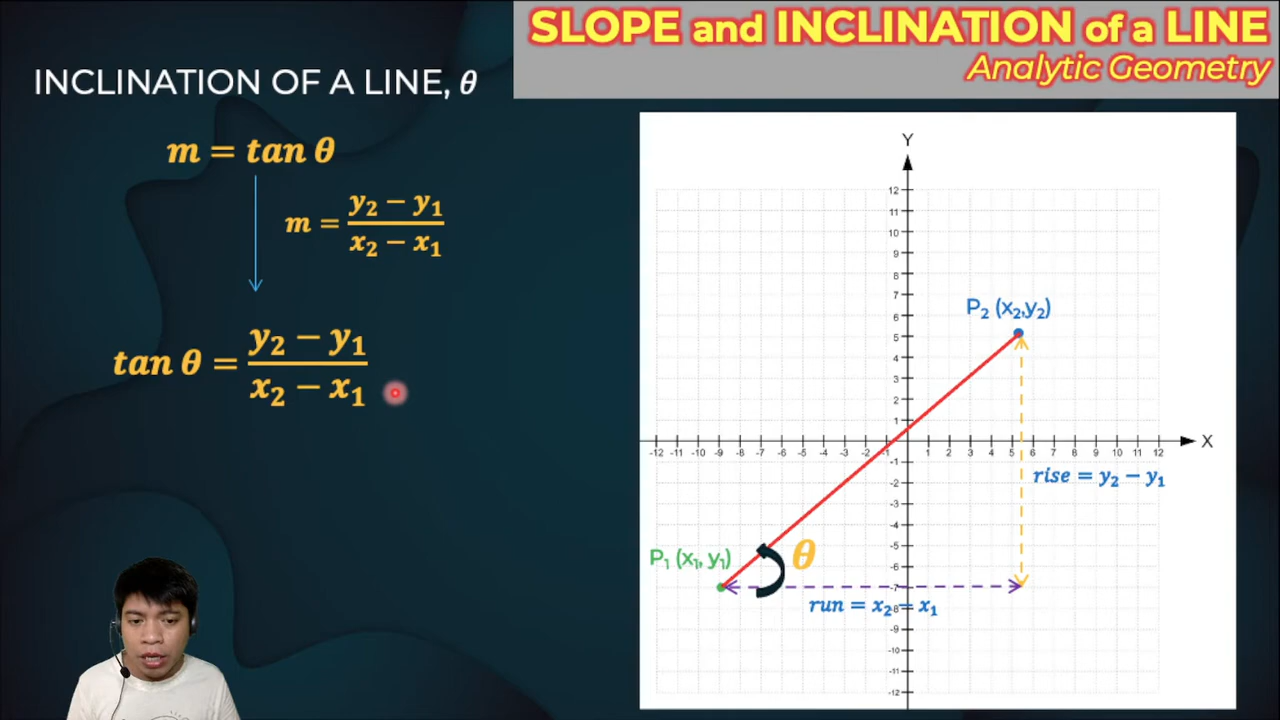 SLOPE and INCLINATION of a LINE
Analytic Geometry
INCLINATION OF A LINE, θ
m = tan θ
m = y₂ − y₁ / x₂ − x₁
tan θ = y₂ − y₁ / x₂ − x₁
Y
12
11
10
9
8
7
6
5
4
3
2
1
P₂ (x₂,y₂)
-12 -11 -10 -9 -8 -7 -6 -5 -4 -3 -2 -1 0 1 2 3 4 5 6 7 8 9 10 11 12 X
-1
-2
-3
-4
-5
-6
-7
-8
-9
-10
-11
-12
rise = y₂ − y₁
P₁ (x₁, y₁)
θ
run = x₂ − x₁